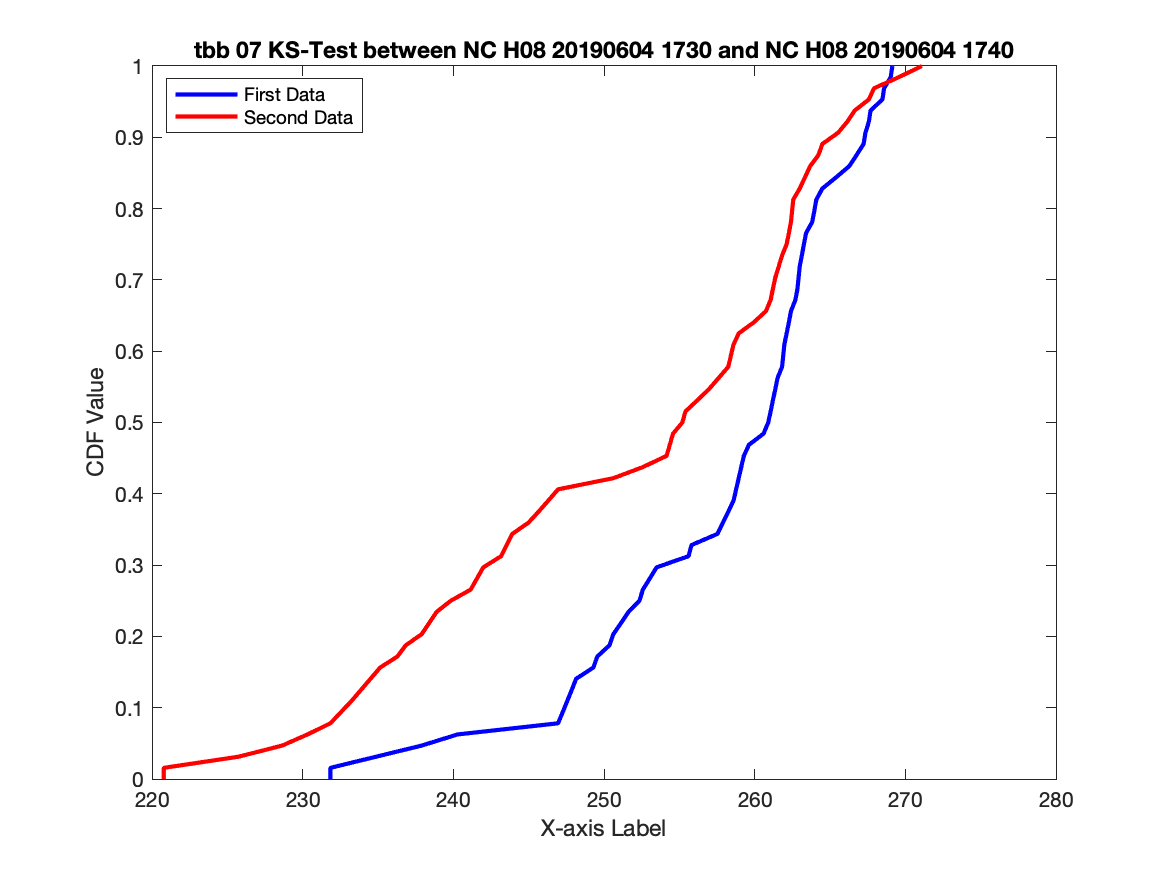 tbb 07 KS-Test between NC H08 20190604 1730 and NC H08 20190604 1740
First Data
Second Data
CDF Value
1
0.9
0.8
0.7
0.6
0.5
0.4
0.3
0.2
0.1
0
220 230 240 250 260 270 280
X-axis Label